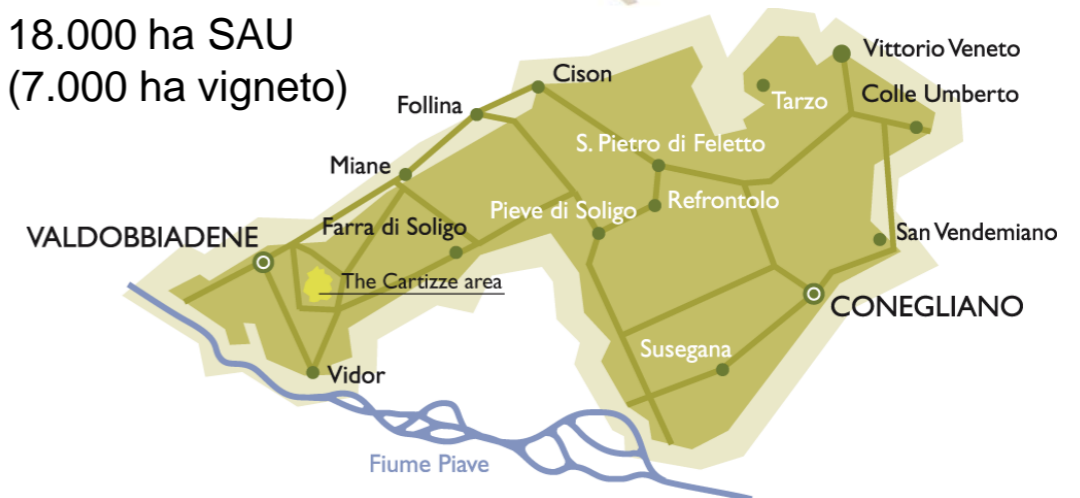 18.000 ha SAU
(7.000 ha vigneto)
Vittorio Veneto
Cison
Tarzo
Colle Umberto
Follina
S. Pietro di Feletto
Miane
Refrontolo
Pieve di Soligo
Farra di Soligo
San Vendemiano
VALDOBBIADENE
The Cartizze area
CONEGLIANO
Susegana
Vidor
Fiume Piave